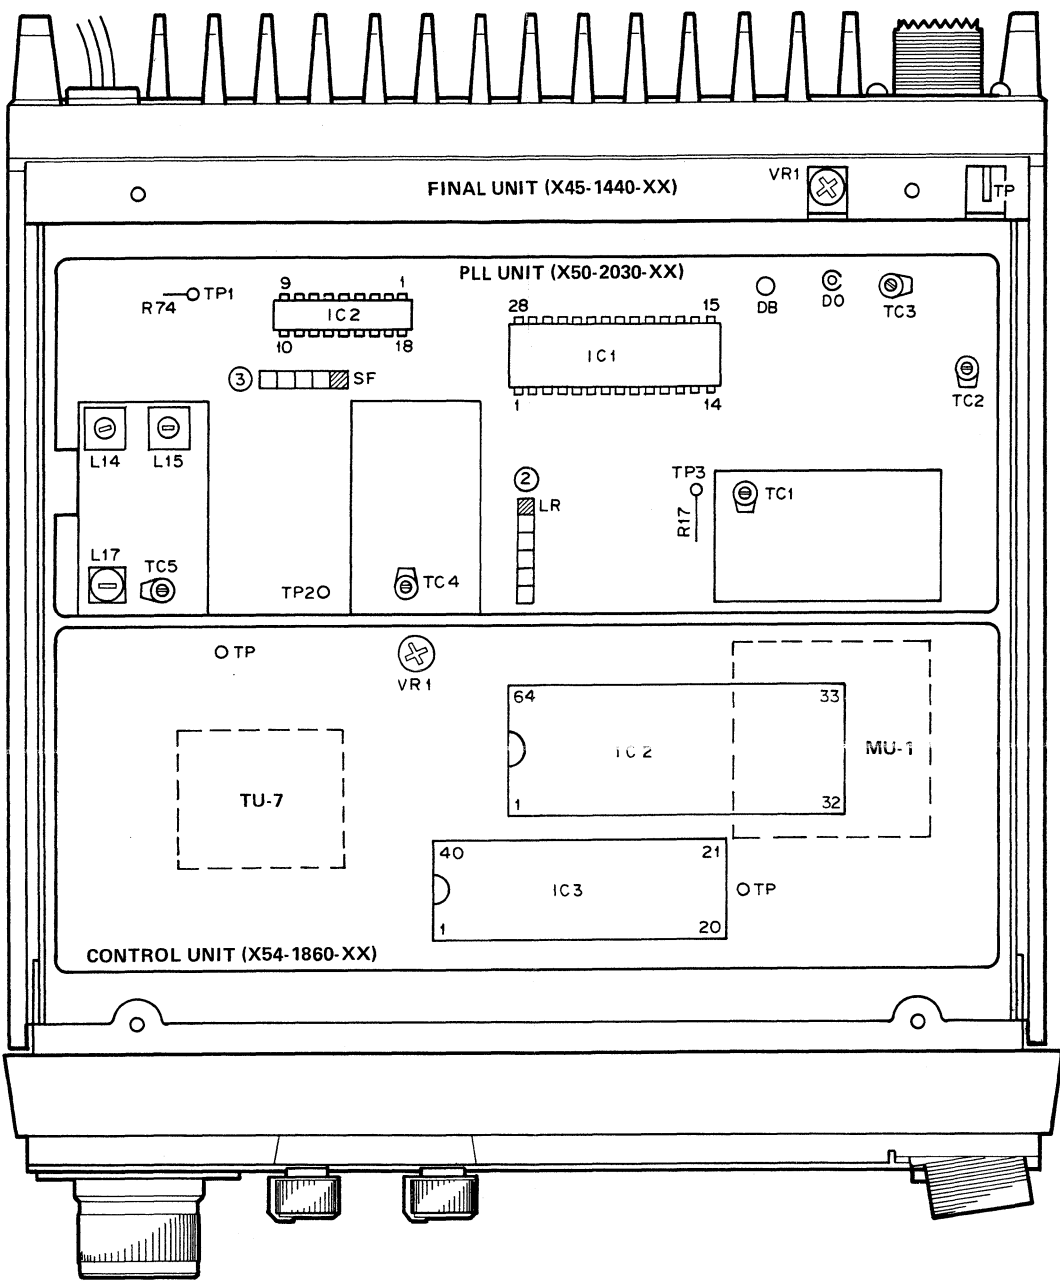 FINAL UNIT (X45-1440-XX)
VR1
TP
PLL UNIT (X50-2030-XX)
R74
TP1
9
1
IC2
10
18
28
15
IC1
1
14
DB
DO
TC3
TC2
3
SF
L14
L15
2
LR
TP3
R17
TC1
L17
TC5
TP2
TC4
TP
VR1
64
33
IC2
1
32
MU-1
TU-7
40
21
IC3
1
20
TP
CONTROL UNIT (X54-1860-XX)